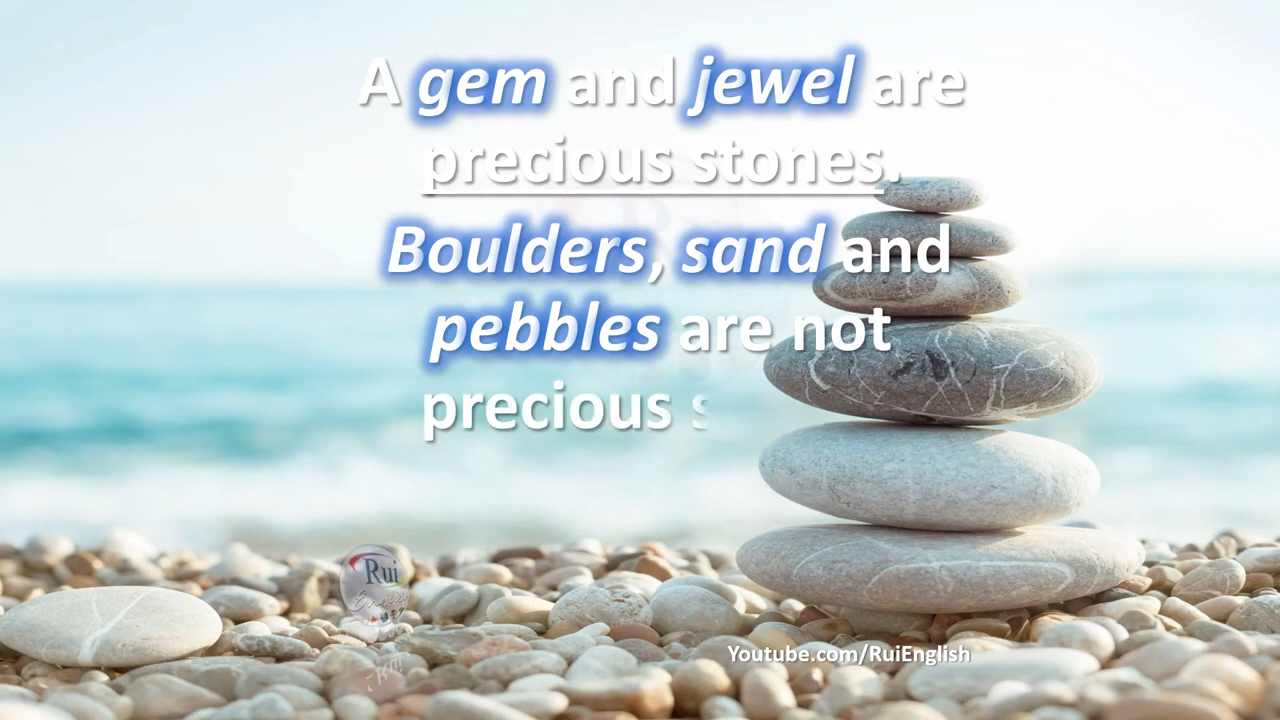 A gem and jewel are
precious stones.
Boulders, sand and
pebbles are not
precious s
Rui
Youtube.com/RuiEnglish